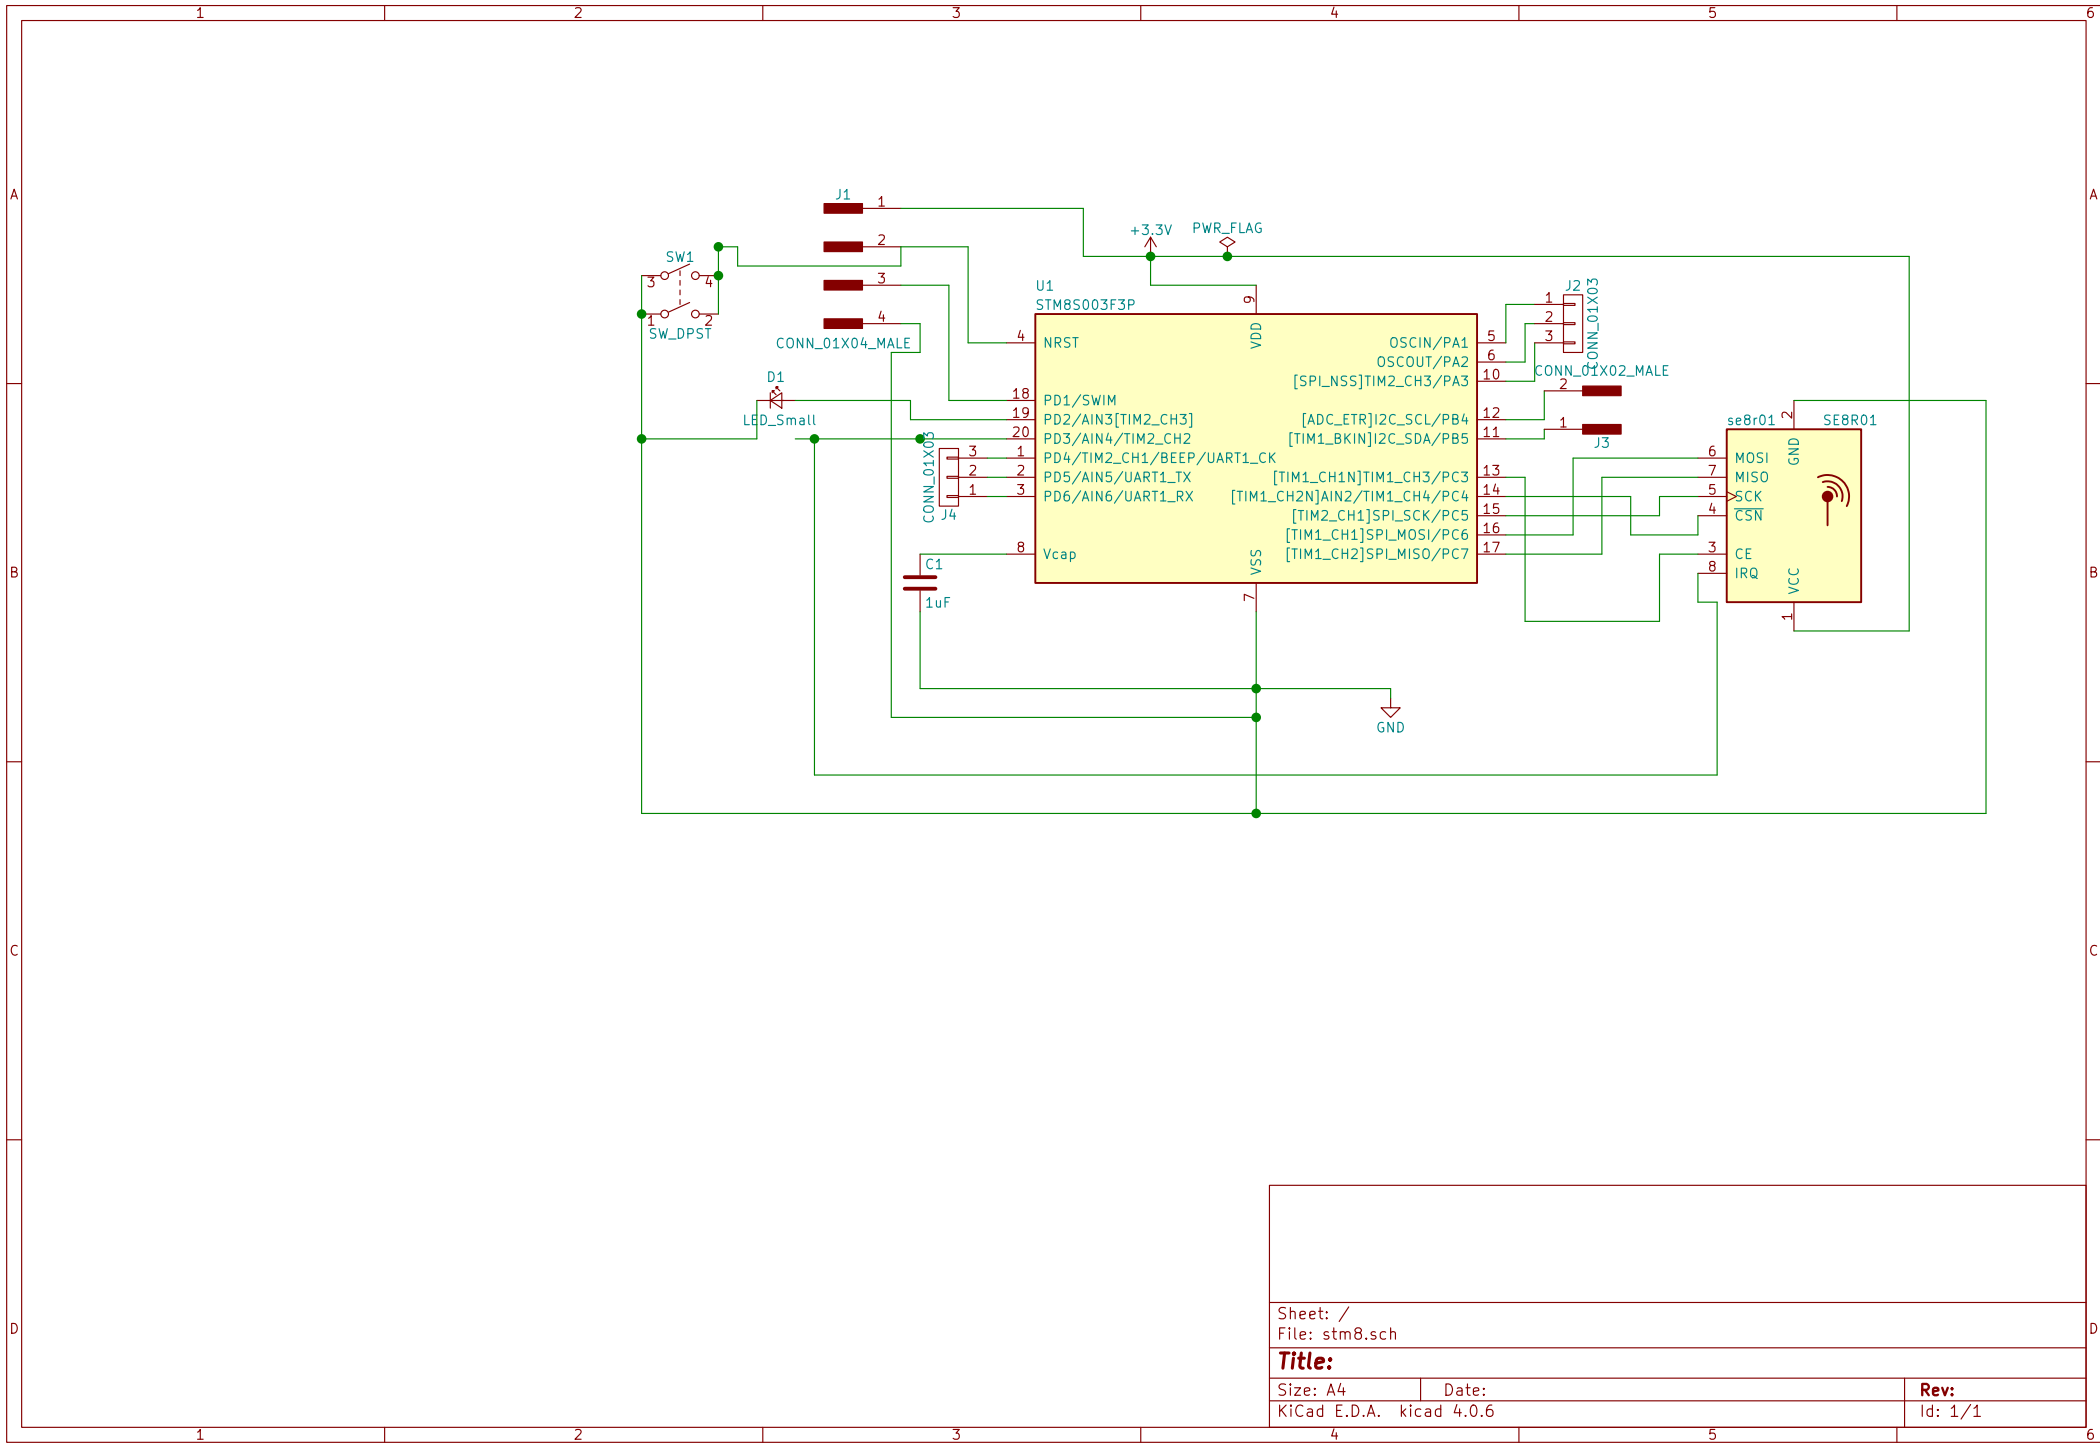 1 2 3 4 5 6
A A
J1
1
2
3
4
CONN_01X04_MALE
SW1
3 4
1 2
SW_DPST
+3.3V
PWR_FLAG
U1
STM8S003F3P
9
VDD
4 NRST
18 PD1/SWIM
19 PD2/AIN3[TIM2_CH3]
20 PD3/AIN4/TIM2_CH2
1 PD4/TIM2_CH1/BEEP/UART1_CK
2 PD5/AIN5/UART1_TX
3 PD6/AIN6/UART1_RX
8 Vcap
OSCIN/PA1 5
OSCOUT/PA2 6
[SPI_NSS]TIM2_CH3/PA3 10
[ADC_ETR]I2C_SCL/PB4 12
[TIM1_BKIN]I2C_SDA/PB5 11
[TIM1_CH1N]TIM1_CH3/PC3 13
[TIM1_CH2N]AIN2/TIM1_CH4/PC4 14
[TIM2_CH1]SPI_SCK/PC5 15
[TIM1_CH1]SPI_MOSI/PC6 16
[TIM1_CH2]SPI_MISO/PC7 17
VSS
7
J2
1
2
3
CONN_01X03
CONN_01X02_MALE
2
1
J3
D1
LED_Small
CONN_01X03
3
2
1
J4
C1
1uF
GND
se8r01 SE8R01
2
GND
6 MOSI
7 MISO
5 SCK
4 CSN
3 CE
8 IRQ
VCC
1
B B
C C
D D
Sheet: /
File: stm8.sch
Title:
Size: A4 Date: Rev:
KiCad E.D.A. kicad 4.0.6 Id: 1/1
1 2 3 4 5 6